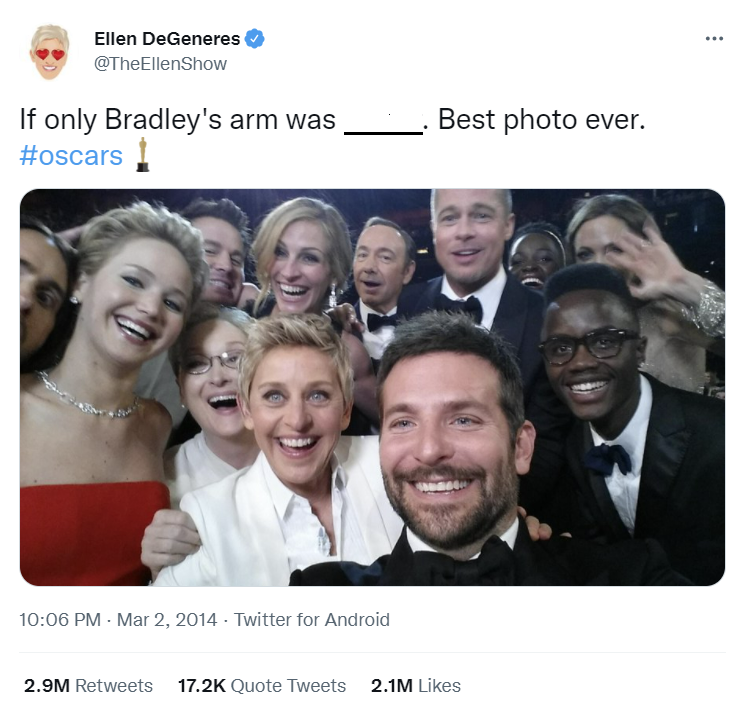 Ellen DeGeneres
@TheEllenShow
If only Bradley's arm was _____. Best photo ever.
#oscars
10:06 PM · Mar 2, 2014 · Twitter for Android
2.9M Retweets 17.2K Quote Tweets 2.1M Likes